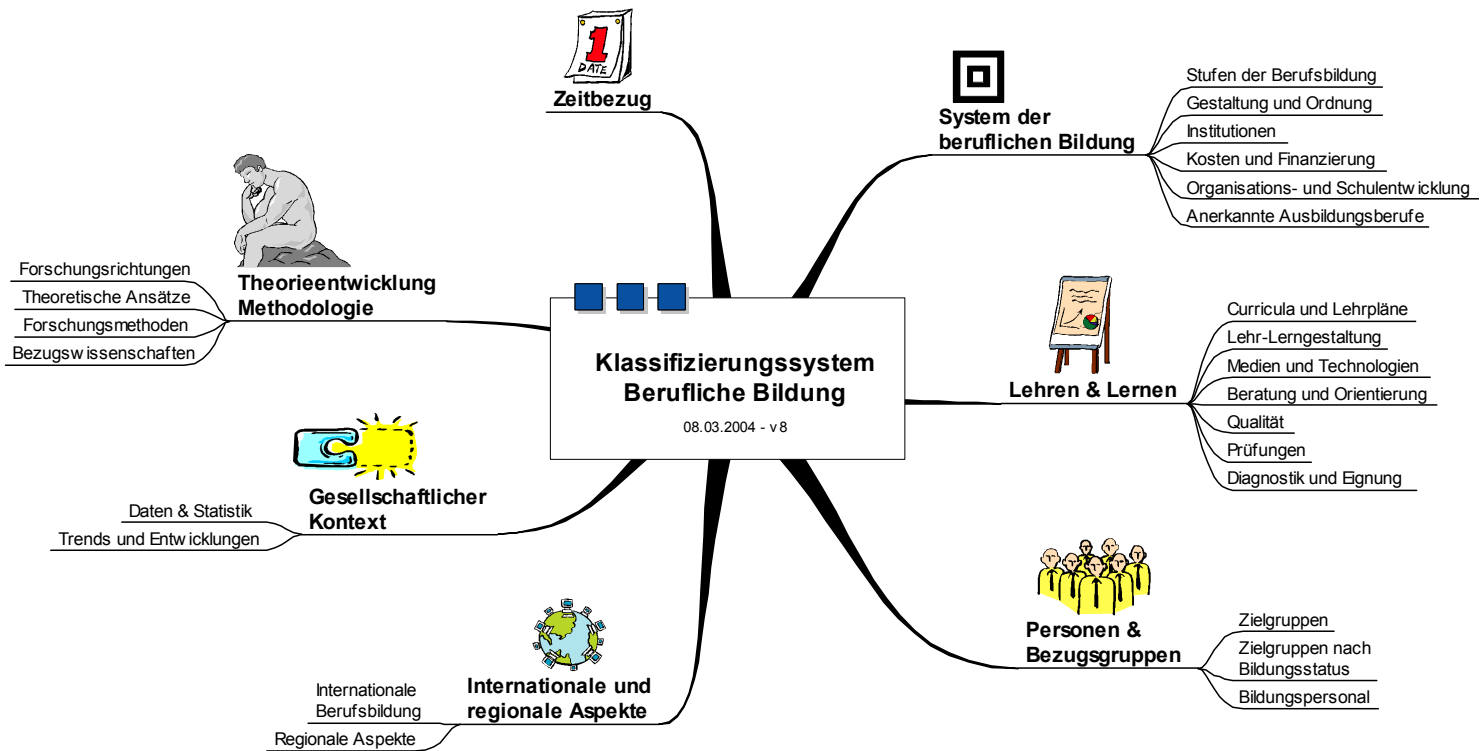 1
DATE
Zeitbezug
System der
beruflichen Bildung
Stufen der Berufsbildung
Gestaltung und Ordnung
Institutionen
Kosten und Finanzierung
Organisations- und Schulentwicklung
Anerkannte Ausbildungsberufe
Theorieentwicklung
Methodologie
Forschungsrichtungen
Theoretische Ansätze
Forschungsmethoden
Bezugswissenschaften
Klassifizierungssystem
Berufliche Bildung
08.03.2004 - v8
Lehren & Lernen
Curricula und Lehrpläne
Lehr-Lerngestaltung
Medien und Technologien
Beratung und Orientierung
Qualität
Prüfungen
Diagnostik und Eignung
Gesellschaftlicher
Kontext
Daten & Statistik
Trends und Entwicklungen
Personen &
Bezugsgruppen
Zielgruppen
Zielgruppen nach
Bildungsstatus
Bildungspersonal
Internationale und
regionale Aspekte
Internationale
Berufsbildung
Regionale Aspekte